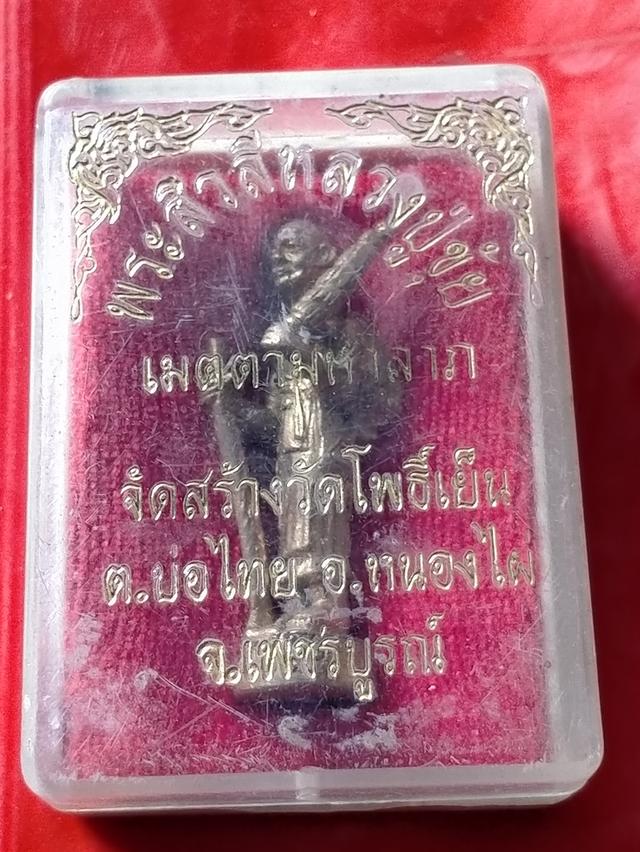 พระสิวลีหลวงปู่ขุ้ย
เมตตามหาลาภ
จัดสร้างวัดโพธิ์เย็น
ต.บ่อไทย อ.หนองไผ่
จ.เพชรบูรณ์